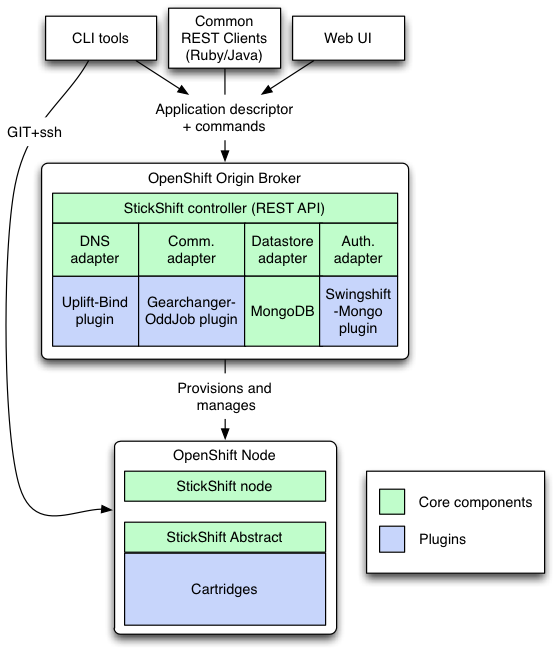 CLI tools
Common
REST Clients
(Ruby/Java)
Web UI
Application descriptor
+ commands
GIT+ssh
OpenShift Origin Broker
StickShift controller (REST API)
DNS
adapter
Comm.
adapter
Datastore
adapter
Auth.
adapter
Uplift-Bind
plugin
Gearchanger-
OddJob plugin
MongoDB
Swingshift
-Mongo
plugin
Provisions and
manages
OpenShift Node
StickShift node
StickShift Abstract
Cartridges
Core components
Plugins